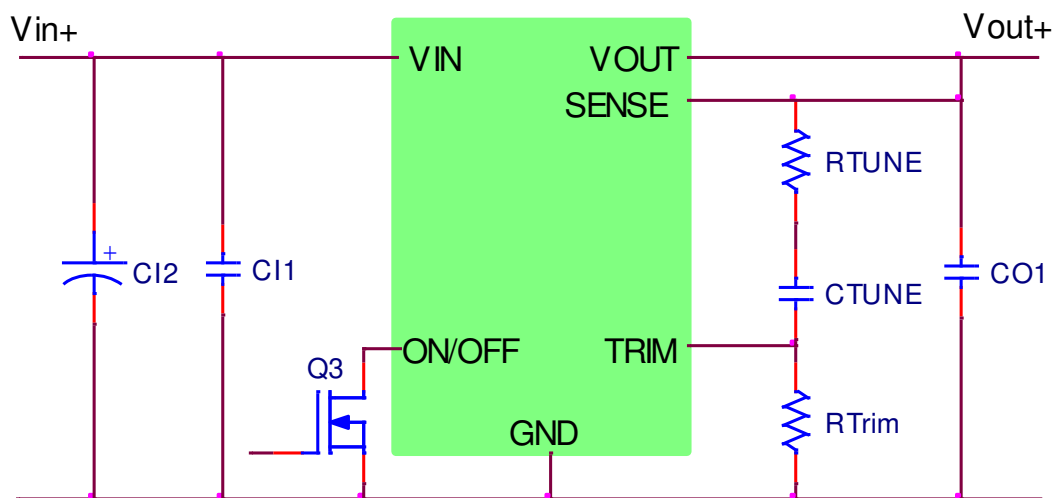 Vin+
Vout+
VIN
VOUT
SENSE
RTUNE
+
CI2
CI1
CTUNE
CO1
ON/OFF
TRIM
Q3
RTrim
GND